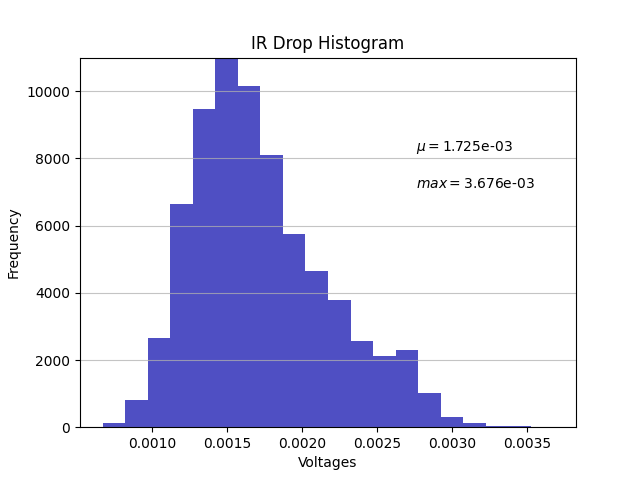 IR Drop Histogram
10000
8000
6000
4000
2000
0
Frequency
μ = 1.725e-03
max = 3.676e-03
0.0010 0.0015 0.0020 0.0025 0.0030 0.0035
Voltages